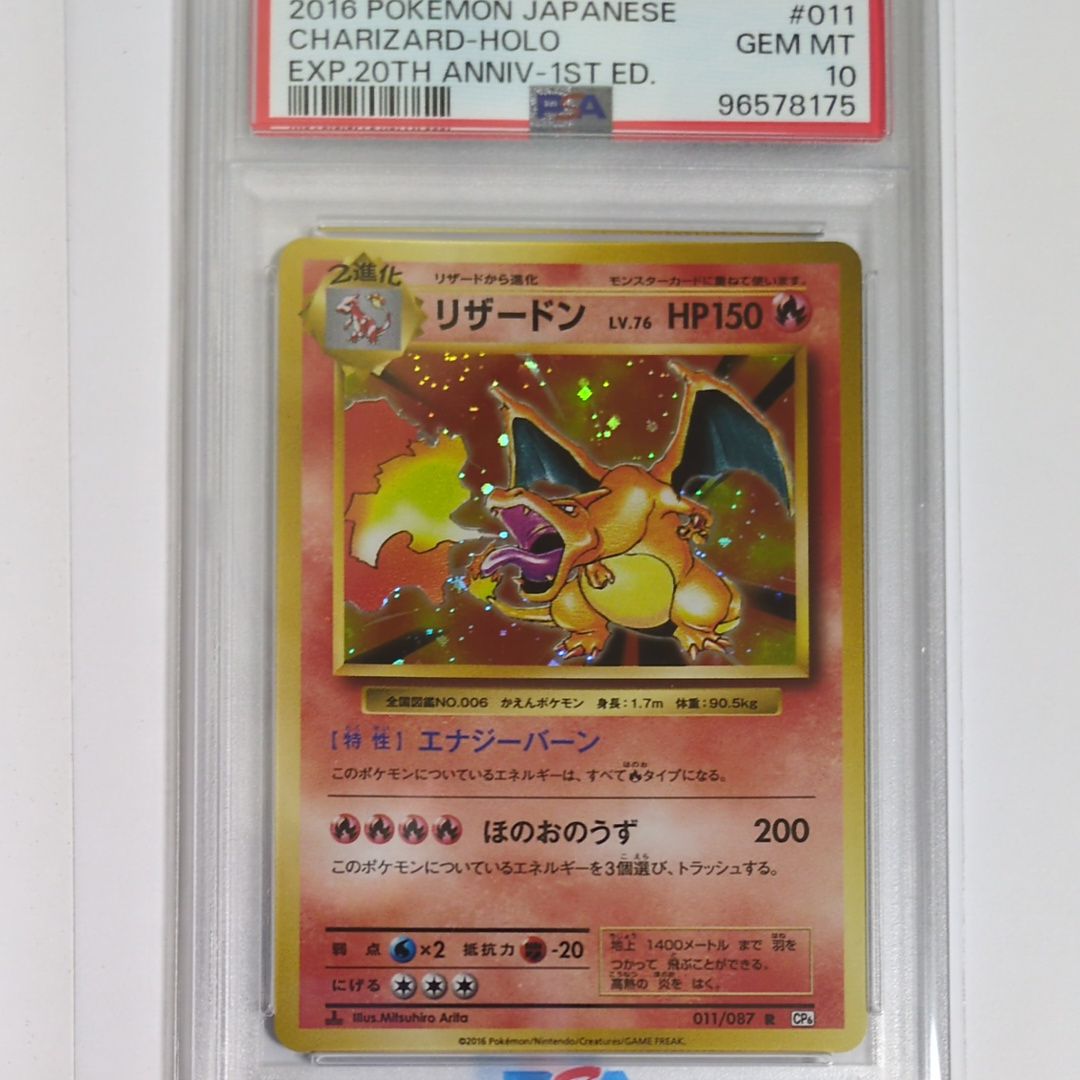 2016 POKEMON JAPANESE #011
CHARIZARD-HOLO GEM MT
EXP.20TH ANNIV-1ST ED. 10
PSA 96578175
2進化 リザードから進化 モンスターカードに重ねて使います。
リザードン LV.76 HP150
全国図鑑NO.006 かえんポケモン 身長:1.7m 体重:90.5kg
[特性] エナジーバーン
このポケモンについているエネルギーは、すべてタイプになる。
ほのおのうず 200
このポケモンについているエネルギーを3個選び、トラッシュする。
弱点 ×2 抵抗力 -20
にげる
地上 1400メートル まで 羽を
つかって 飛ぶことができる。
高熱の 炎を はく。
Illus.Mitsuhiro Arita 011/087 R CP6
©2016 Pokémon/Nintendo/Creatures/GAME FREAK.